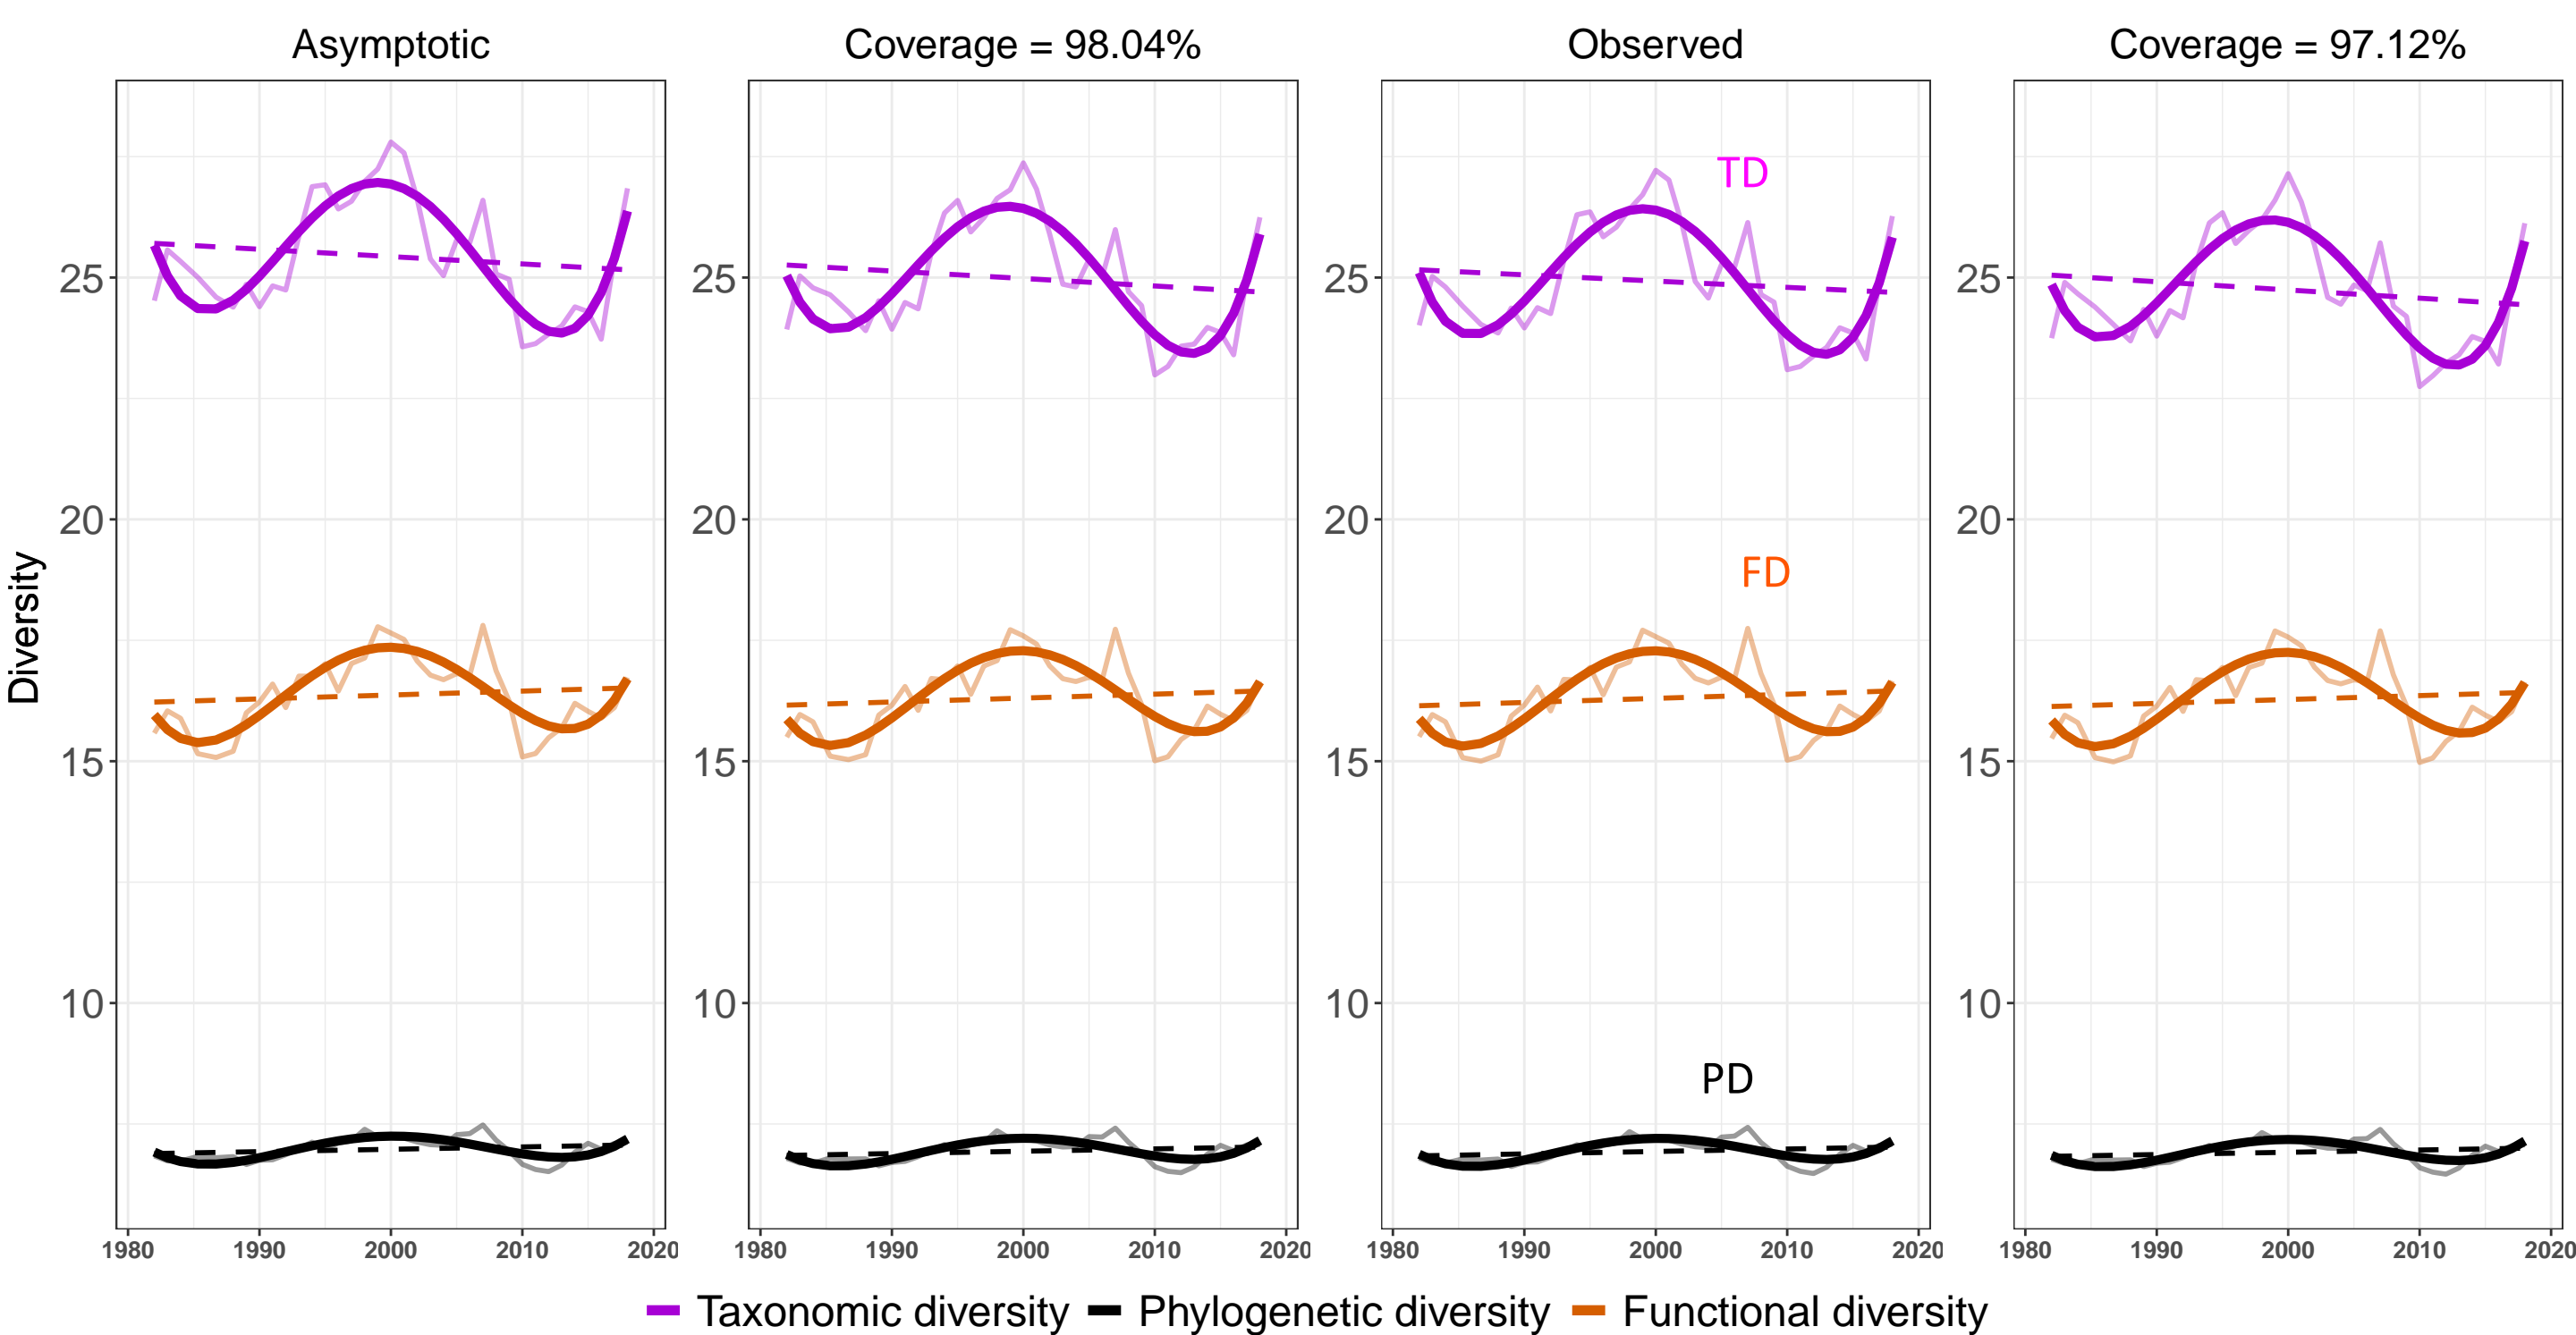 Asymptotic
Coverage = 98.04%
Observed
Coverage = 97.12%
Diversity
25
20
15
10
25
20
15
10
25
20
15
10
25
20
15
10
TD
FD
PD
1980 1990 2000 2010 2020
1980 1990 2000 2010 2020
1980 1990 2000 2010 2020
1980 1990 2000 2010 2020
Taxonomic diversity Phylogenetic diversity Functional diversity